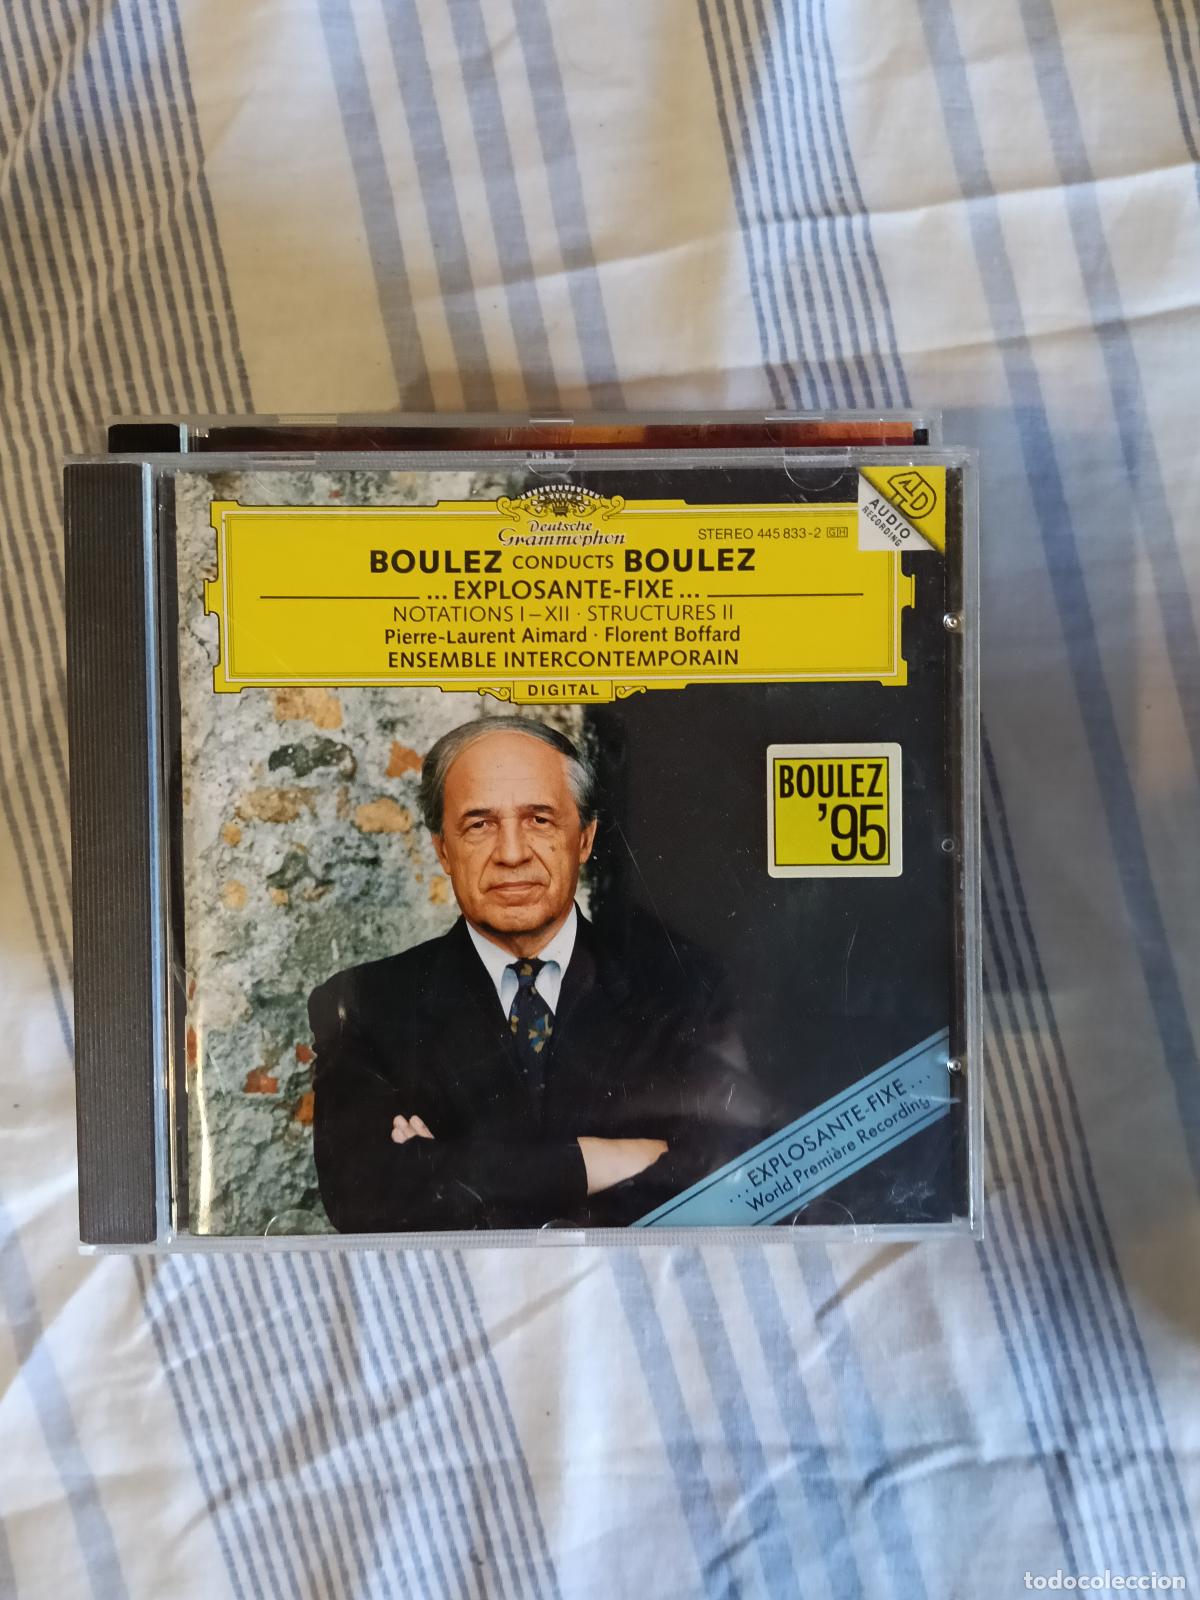 Deutsche
Grammophon
STEREO 445 833-2 GH
4D
AUDIO
RECORDING
BOULEZ CONDUCTS BOULEZ
... EXPLOSANTE-FIXE ...
NOTATIONS I–XII · STRUCTURES II
Pierre-Laurent Aimard · Florent Boffard
ENSEMBLE INTERCONTEMPORAIN
DIGITAL
BOULEZ
'95
... EXPLOSANTE-FIXE ...
World Première Recording
todocoleccion